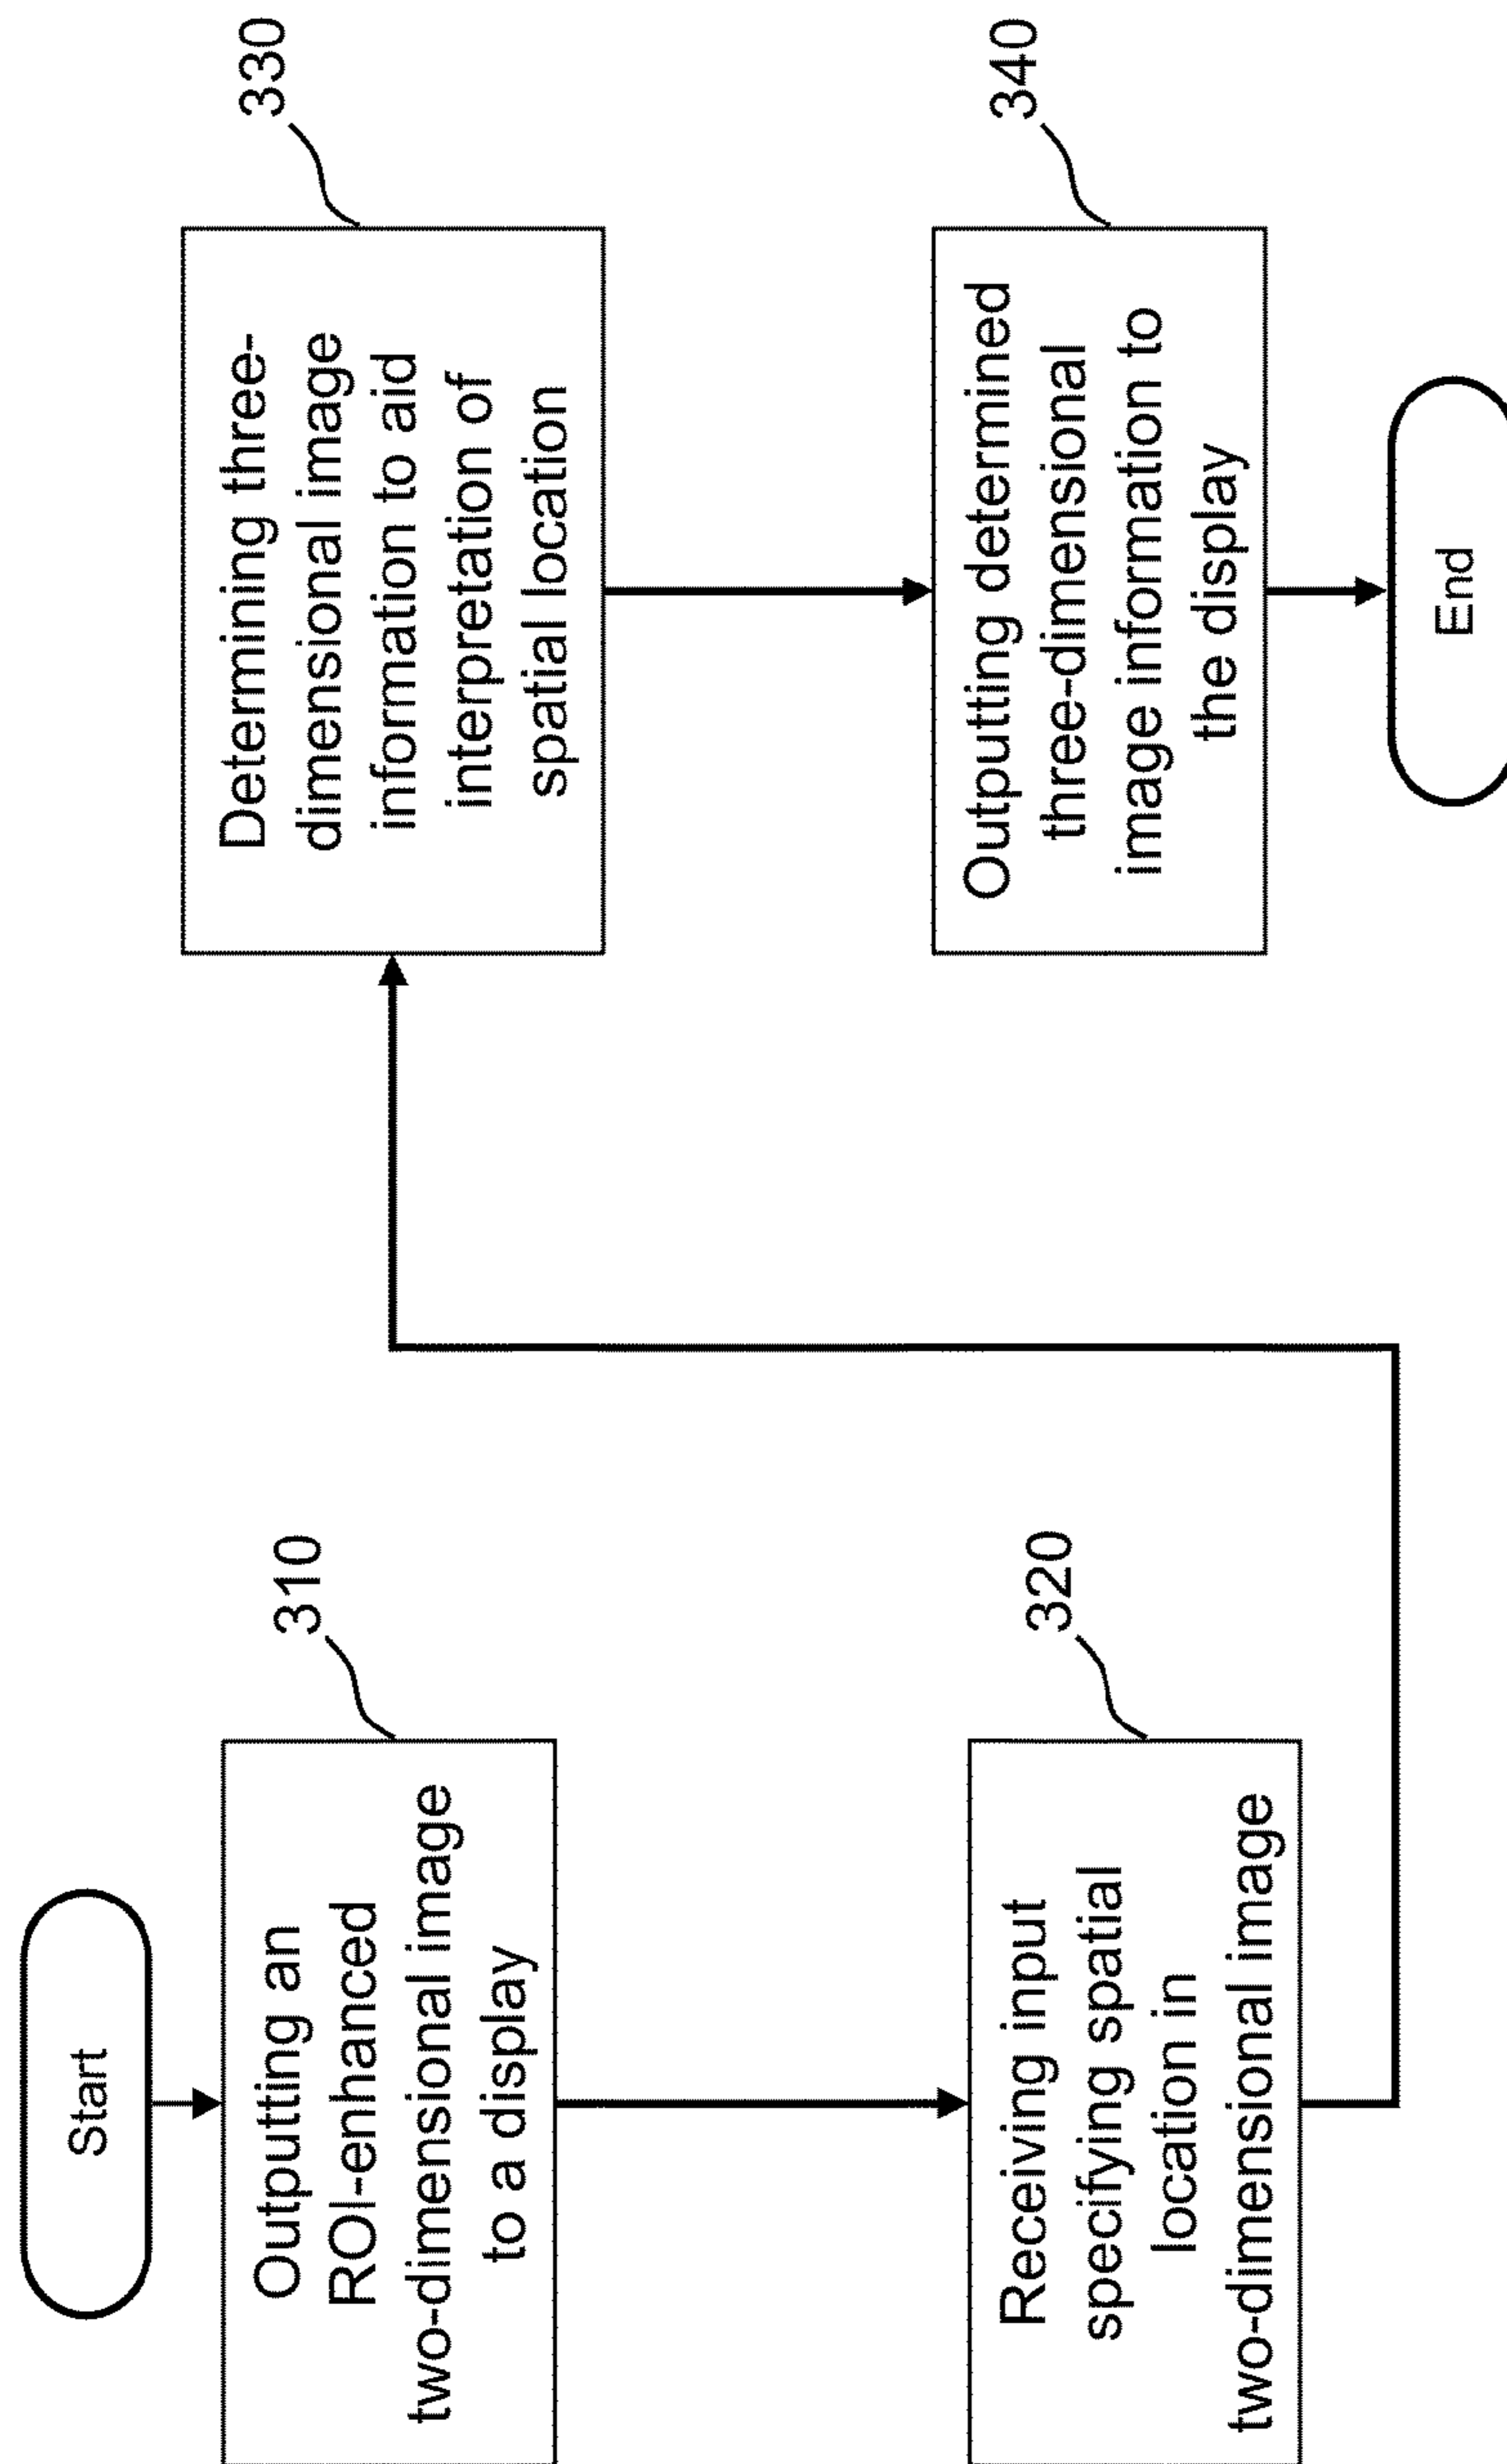 Start
310
Outputting an
ROI-enhanced
two-dimensional image
to a display
320
Receiving input
specifying spatial
location in
two-dimensional image
330
Determining three-
dimensional image
information to aid
interpretation of
spatial location
340
Outputting determined
three-dimensional
image information to
the display
End